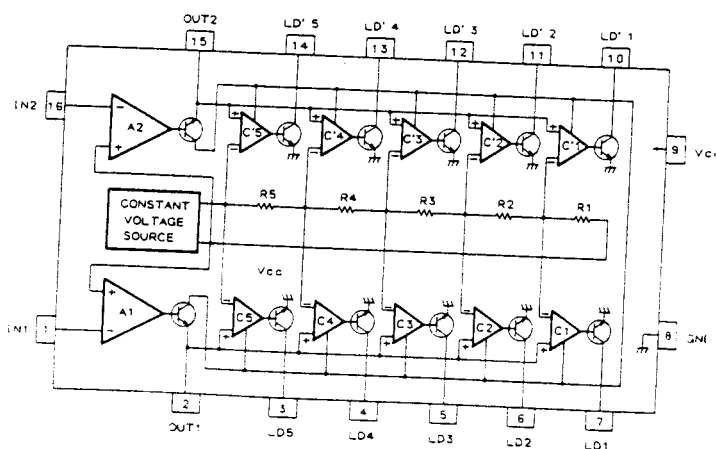 OUT2 LD'5 LD'4 LD'3 LD'2 LD'1
15 14 13 12 11 10
IN2 16
- A2 +
+ C'5 -
+ C'4 -
+ C'3 -
+ C'2 -
+ C'1 -
9 Vc
CONSTANT
VOLTAGE
SOURCE
R5 R4 R3 R2 R1
Vcc
+ A1 -
- C5 +
- C4 +
- C3 +
- C2 +
- C1 +
IN1 1
8
2 3 4 5 6 7
OUT1 LD5 LD4 LD3 LD2 LD1